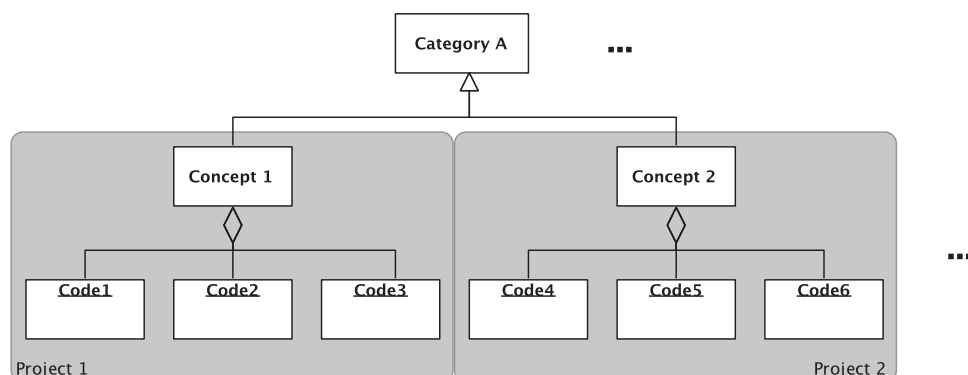 Category A
...
Concept 1
Concept 2
...
Code1
Code2
Code3
Code4
Code5
Code6
Project 1
Project 2